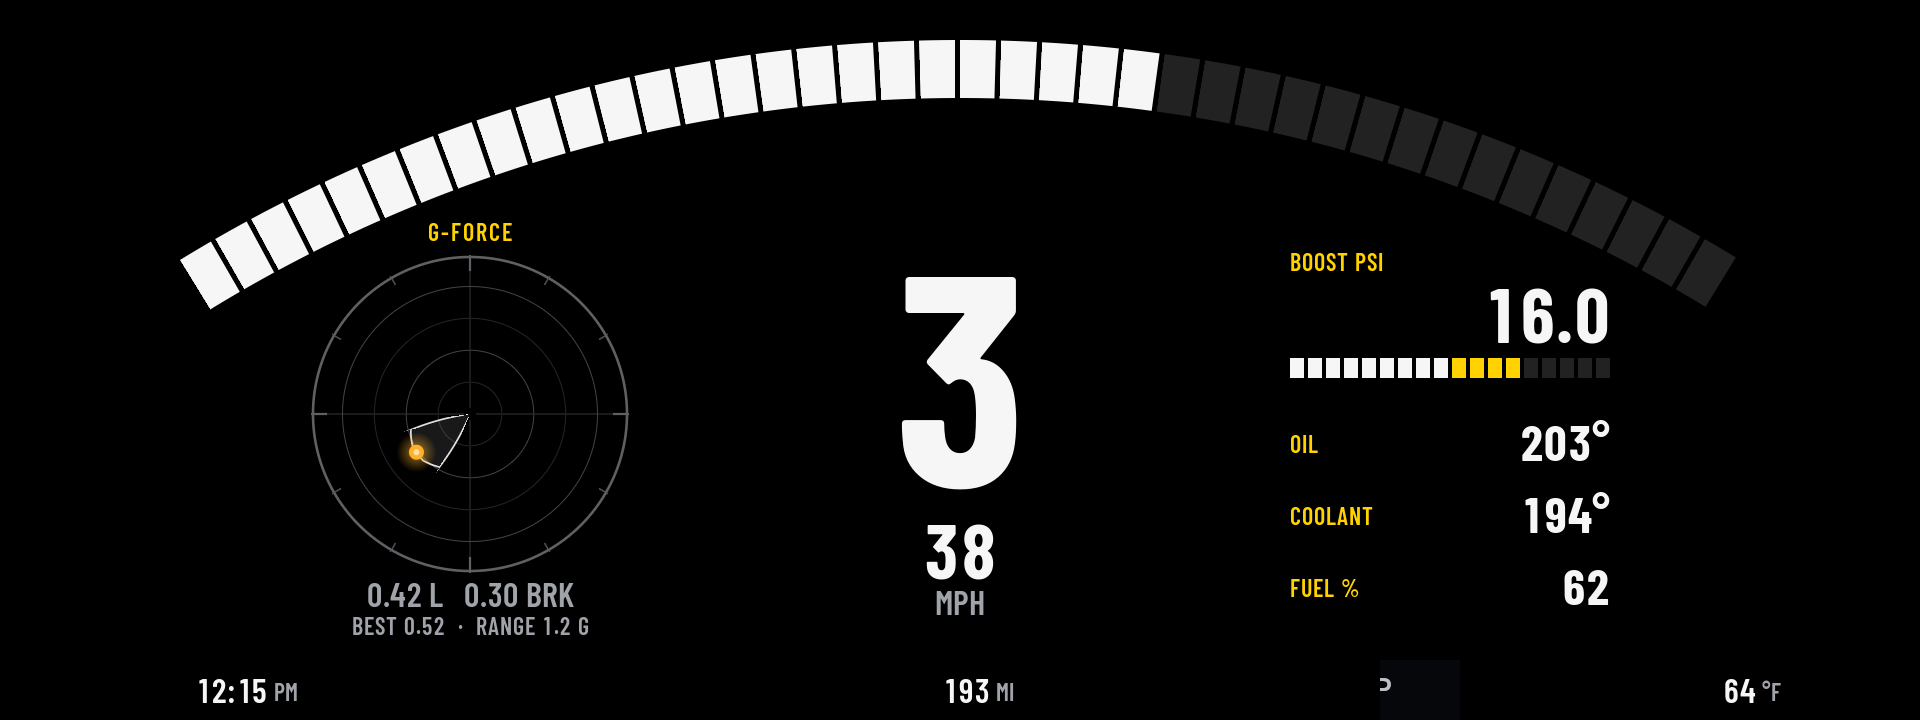 G-FORCE
0.42 L 0.30 BRK
BEST 0.52 · RANGE 1.2 G
3
38
MPH
BOOST PSI
16.0
OIL 203°
COOLANT 194°
FUEL % 62
12:15 PM
193 MI
64 °F